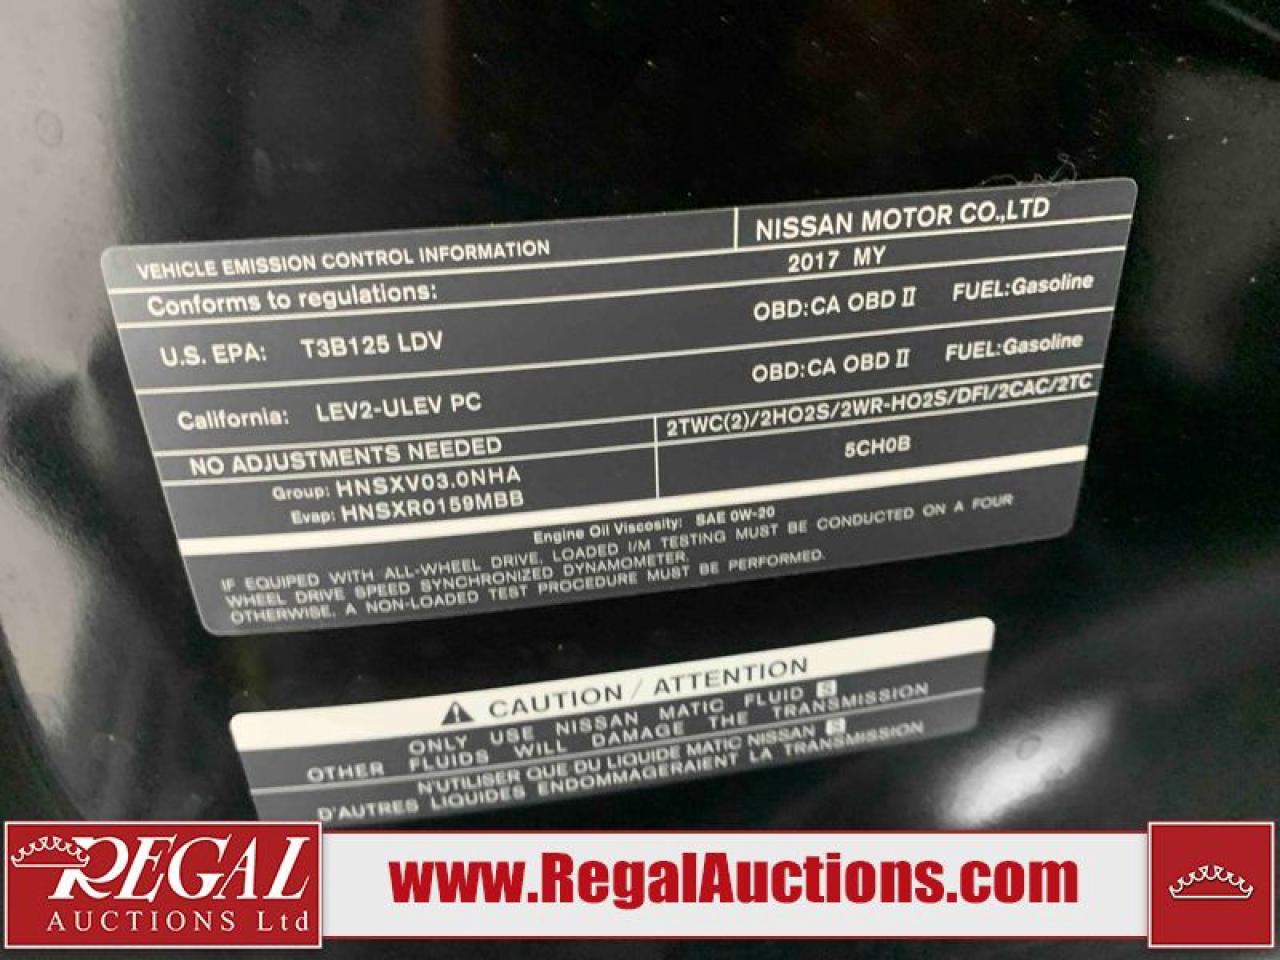 VEHICLE EMISSION CONTROL INFORMATION
NISSAN MOTOR CO.,LTD
Conforms to regulations:
2017 MY
U.S. EPA: T3B125 LDV OBD:CA OBD II FUEL:Gasoline
California: LEV2-ULEV PC OBD:CA OBD II FUEL:Gasoline
NO ADJUSTMENTS NEEDED
2TWC(2)/2HO2S/2WR-HO2S/DFI/2CAC/2TC
Group: HNSXV03.0NHA
Evap: HNSXR0159MBB
5CH0B
Engine Oil Viscosity: SAE 0W-20
IF EQUIPED WITH ALL-WHEEL DRIVE, LOADED I/M TESTING MUST BE CONDUCTED ON A FOUR
WHEEL DRIVE SPEED SYNCHRONIZED DYNAMOMETER.
OTHERWISE, A NON-LOADED TEST PROCEDURE MUST BE PERFORMED.
CAUTION / ATTENTION
ONLY USE NISSAN MATIC FLUID S
OTHER FLUIDS WILL DAMAGE THE TRANSMISSION
N'UTILISER QUE DU LIQUIDE MATIC NISSAN S
D'AUTRES LIQUIDES ENDOMMAGERAIENT LA TRANSMISSION
REGAL
AUCTIONS Ltd
www.RegalAuctions.com